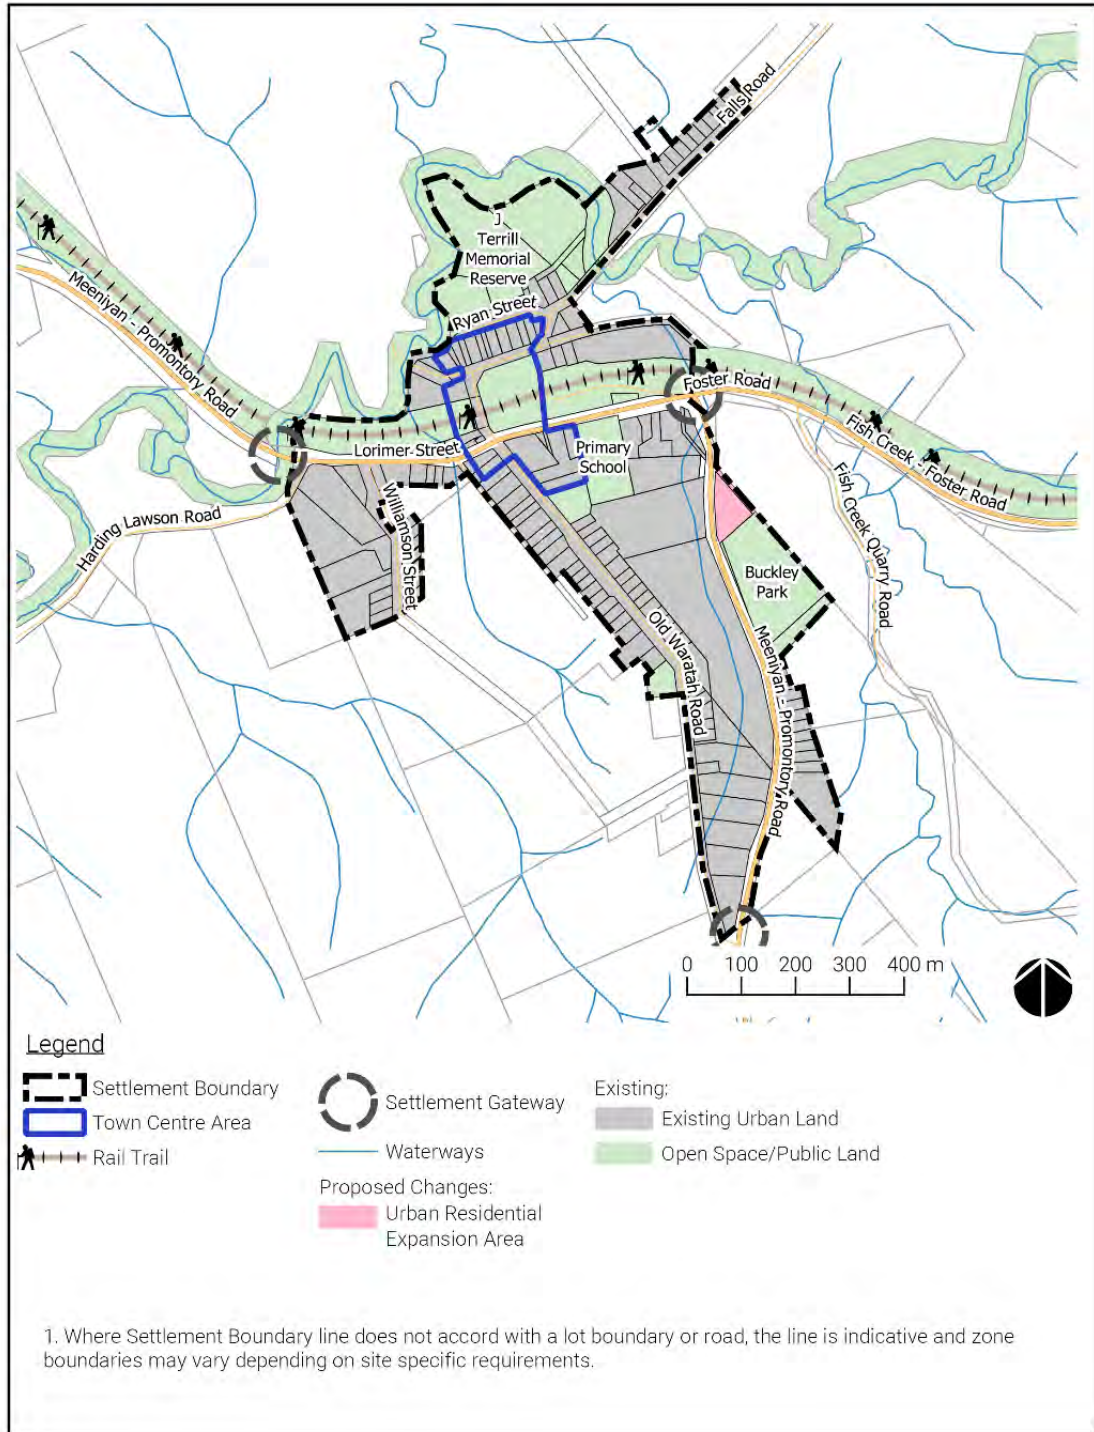 Falls Road
J.
Terrill
Memorial
Reserve
Ryan Street
Meeniyan - Promontory Road
Foster Road
Fish Creek - Foster Road
Lorimer Street
Primary
School
Harding Lawson Road
Williamson Street
Fish Creek Quarry Road
Buckley
Park
Old Waratah Road
Meeniyan - Promontory Road
0 100 200 300 400 m
Legend
Settlement Boundary
Town Centre Area
Rail Trail
Settlement Gateway
Waterways
Proposed Changes:
Urban Residential
Expansion Area
Existing:
Existing Urban Land
Open Space/Public Land
1. Where Settlement Boundary line does not accord with a lot boundary or road, the line is indicative and zone
boundaries may vary depending on site specific requirements.